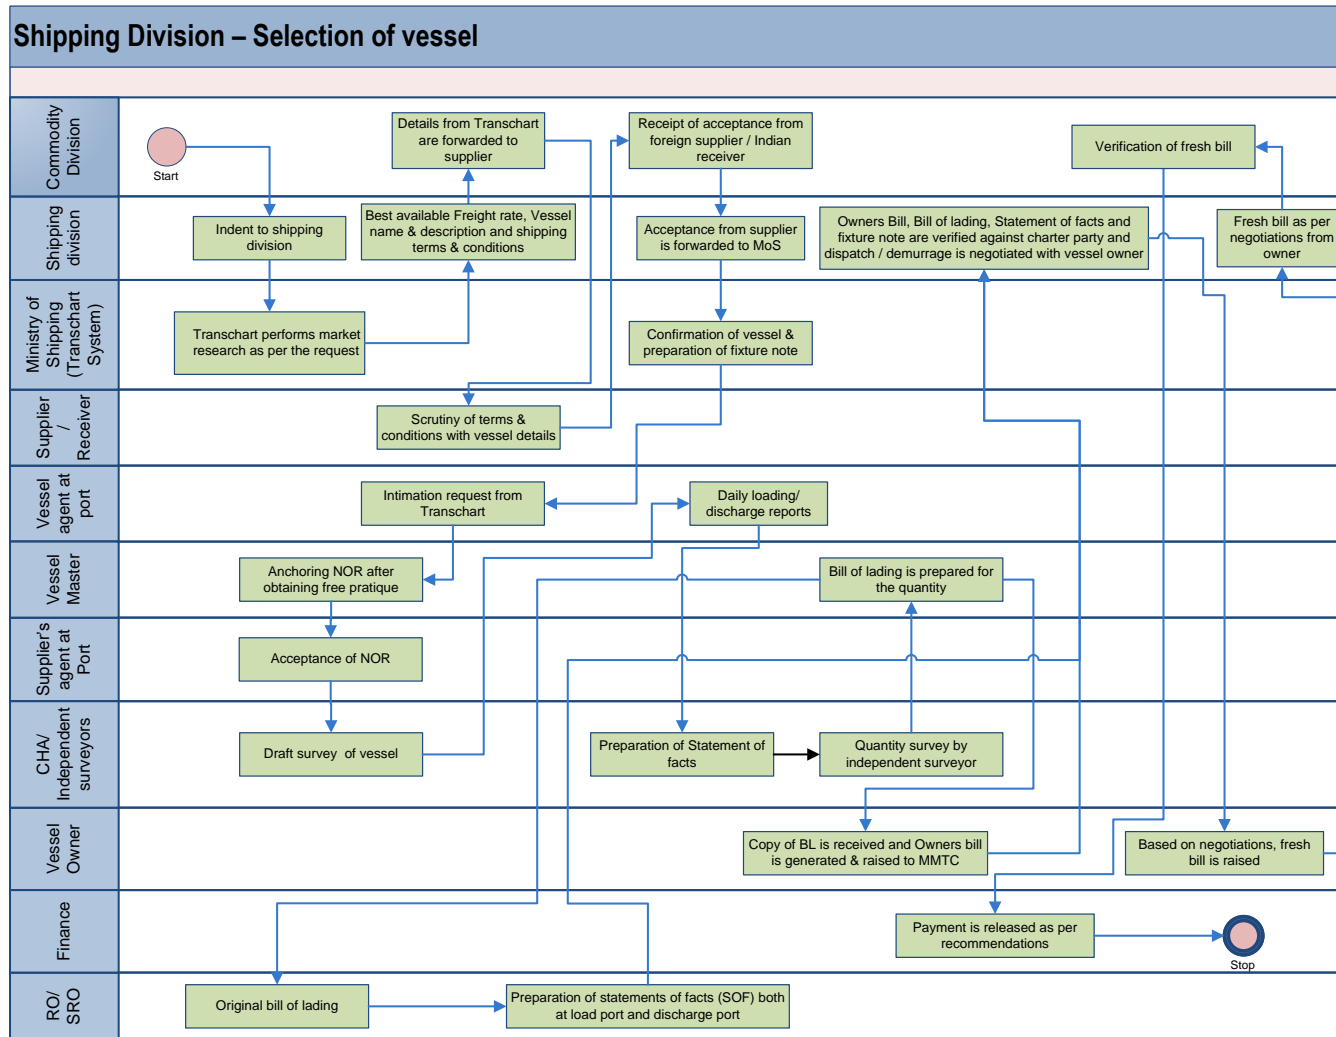 Shipping Division – Selection of vessel
Commodity
Division
Start
Details from Transchart
are forwarded to
supplier
Receipt of acceptance from
foreign supplier / Indian
receiver
Verification of fresh bill
Shipping
division
Indent to shipping
division
Best available Freight rate, Vessel
name & description and shipping
terms & conditions
Acceptance from supplier
is forwarded to MoS
Owners Bill, Bill of lading, Statement of facts and
fixture note are verified against charter party and
dispatch / demurrage is negotiated with vessel owner
Fresh bill as per
negotiations from
owner
Ministry of
Shipping
(Transchart
System)
Transchart performs market
research as per the request
Confirmation of vessel &
preparation of fixture note
Supplier
/
Receiver
Scrutiny of terms &
conditions with vessel details
Vessel
agent at
port
Intimation request from
Transchart
Daily loading/
discharge reports
Vessel
Master
Anchoring NOR after
obtaining free pratique
Bill of lading is prepared for
the quantity
Supplier's
agent at
Port
Acceptance of NOR
CHA/
Independent
surveyors
Draft survey of vessel
Preparation of Statement of
facts
Quantity survey by
independent surveyor
Vessel
Owner
Copy of BL is received and Owners bill
is generated & raised to MMTC
Based on negotiations, fresh
bill is raised
Finance
Payment is released as per
recommendations
Stop
RO/
SRO
Original bill of lading
Preparation of statements of facts (SOF) both
at load port and discharge port